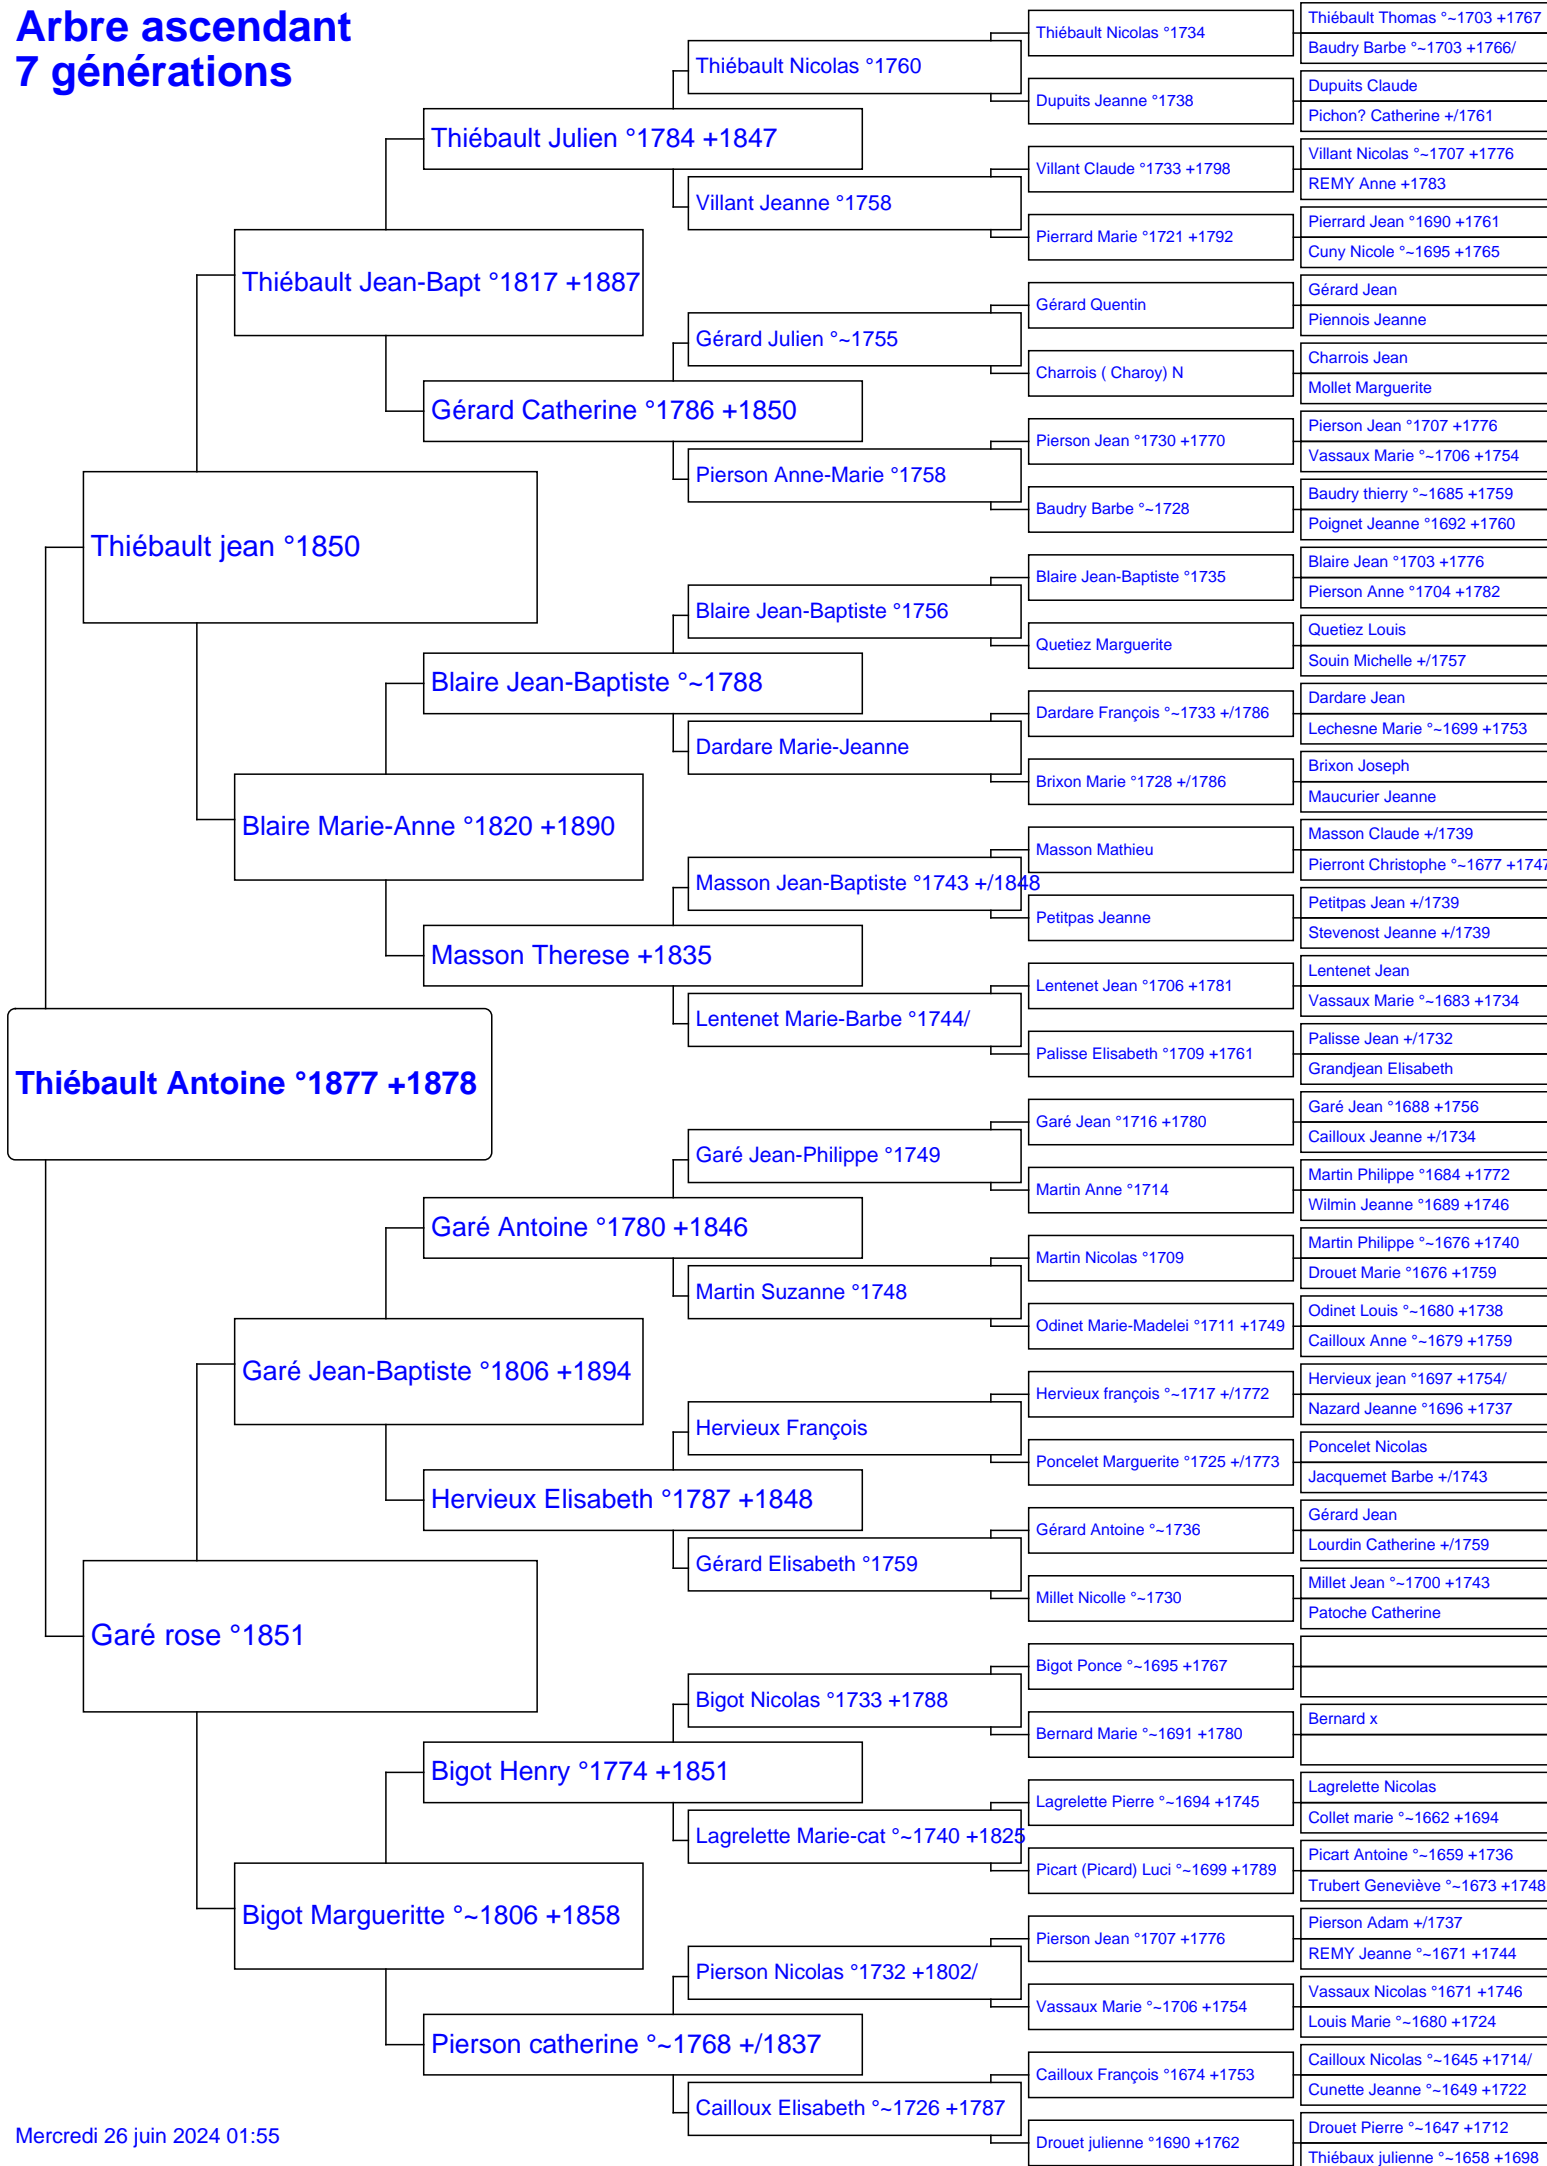 Arbre ascendant
7 générations
Thiébault Antoine °1877 +1878
Thiébault jean °1850
Garé rose °1851
Thiébault Jean-Bapt °1817 +1887
Blaire Marie-Anne °1820 +1890
Garé Jean-Baptiste °1806 +1894
Bigot Margueritte °~1806 +1858
Thiébault Julien °1784 +1847
Gérard Catherine °1786 +1850
Blaire Jean-Baptiste °~1788
Masson Therese +1835
Garé Antoine °1780 +1846
Hervieux Elisabeth °1787 +1848
Bigot Henry °1774 +1851
Pierson catherine °~1768 +/1837
Thiébault Nicolas °1760
Villant Jeanne °1758
Gérard Julien °~1755
Pierson Anne-Marie °1758
Blaire Jean-Baptiste °1756
Dardare Marie-Jeanne
Masson Jean-Baptiste °1743 +/1848
Lentenet Marie-Barbe °1744/
Garé Jean-Philippe °1749
Martin Suzanne °1748
Hervieux François
Gérard Elisabeth °1759
Bigot Nicolas °1733 +1788
Lagrelette Marie-cat °~1740 +1825
Pierson Nicolas °1732 +1802/
Cailloux Elisabeth °~1726 +1787
Thiébault Nicolas °1734
Dupuits Jeanne °1738
Villant Claude °1733 +1798
Pierrard Marie °1721 +1792
Gérard Quentin
Charrois ( Charoy) N
Pierson Jean °1730 +1770
Baudry Barbe °~1728
Blaire Jean-Baptiste °1735
Quetiez Marguerite
Dardare François °~1733 +/1786
Brixon Marie °1728 +/1786
Masson Mathieu
Petitpas Jeanne
Lentenet Jean °1706 +1781
Palisse Elisabeth °1709 +1761
Garé Jean °1716 +1780
Martin Anne °1714
Martin Nicolas °1709
Odinet Marie-Madelei °1711 +1749
Hervieux françois °~1717 +/1772
Poncelet Marguerite °1725 +/1773
Gérard Antoine °~1736
Millet Nicolle °~1730
Bigot Ponce °~1695 +1767
Bernard Marie °~1691 +1780
Lagrelette Pierre °~1694 +1745
Picart (Picard) Luci °~1699 +1789
Pierson Jean °1707 +1776
Vassaux Marie °~1706 +1754
Cailloux François °1674 +1753
Drouet julienne °1690 +1762
Thiébault Thomas °~1703 +1767
Baudry Barbe °~1703 +1766/
Dupuits Claude
Pichon? Catherine +/1761
Villant Nicolas °~1707 +1776
REMY Anne +1783
Pierrard Jean °1690 +1761
Cuny Nicole °~1695 +1765
Gérard Jean
Piennois Jeanne
Charrois Jean
Mollet Marguerite
Pierson Jean °1707 +1776
Vassaux Marie °~1706 +1754
Baudry thierry °~1685 +1759
Poignet Jeanne °1692 +1760
Blaire Jean °1703 +1776
Pierson Anne °1704 +1782
Quetiez Louis
Souin Michelle +/1757
Dardare Jean
Lechesne Marie °~1699 +1753
Brixon Joseph
Maucurier Jeanne
Masson Claude +/1739
Pierront Christophe °~1677 +1747
Petitpas Jean +/1739
Stevenost Jeanne +/1739
Lentenet Jean
Vassaux Marie °~1683 +1734
Palisse Jean +/1732
Grandjean Elisabeth
Garé Jean °1688 +1756
Cailloux Jeanne +/1734
Martin Philippe °1684 +1772
Wilmin Jeanne °1689 +1746
Martin Philippe °~1676 +1740
Drouet Marie °1676 +1759
Odinet Louis °~1680 +1738
Cailloux Anne °~1679 +1759
Hervieux jean °1697 +1754/
Nazard Jeanne °1696 +1737
Poncelet Nicolas
Jacquemet Barbe +/1743
Gérard Jean
Lourdin Catherine +/1759
Millet Jean °~1700 +1743
Patoche Catherine
Bernard x
Lagrelette Nicolas
Collet marie °~1662 +1694
Picart Antoine °~1659 +1736
Trubert Geneviève °~1673 +1748
Pierson Adam +/1737
REMY Jeanne °~1671 +1744
Vassaux Nicolas °1671 +1746
Louis Marie °~1680 +1724
Cailloux Nicolas °~1645 +1714/
Cunette Jeanne °~1649 +1722
Drouet Pierre °~1647 +1712
Thiébaux julienne °~1658 +1698
Mercredi 26 juin 2024 01:55